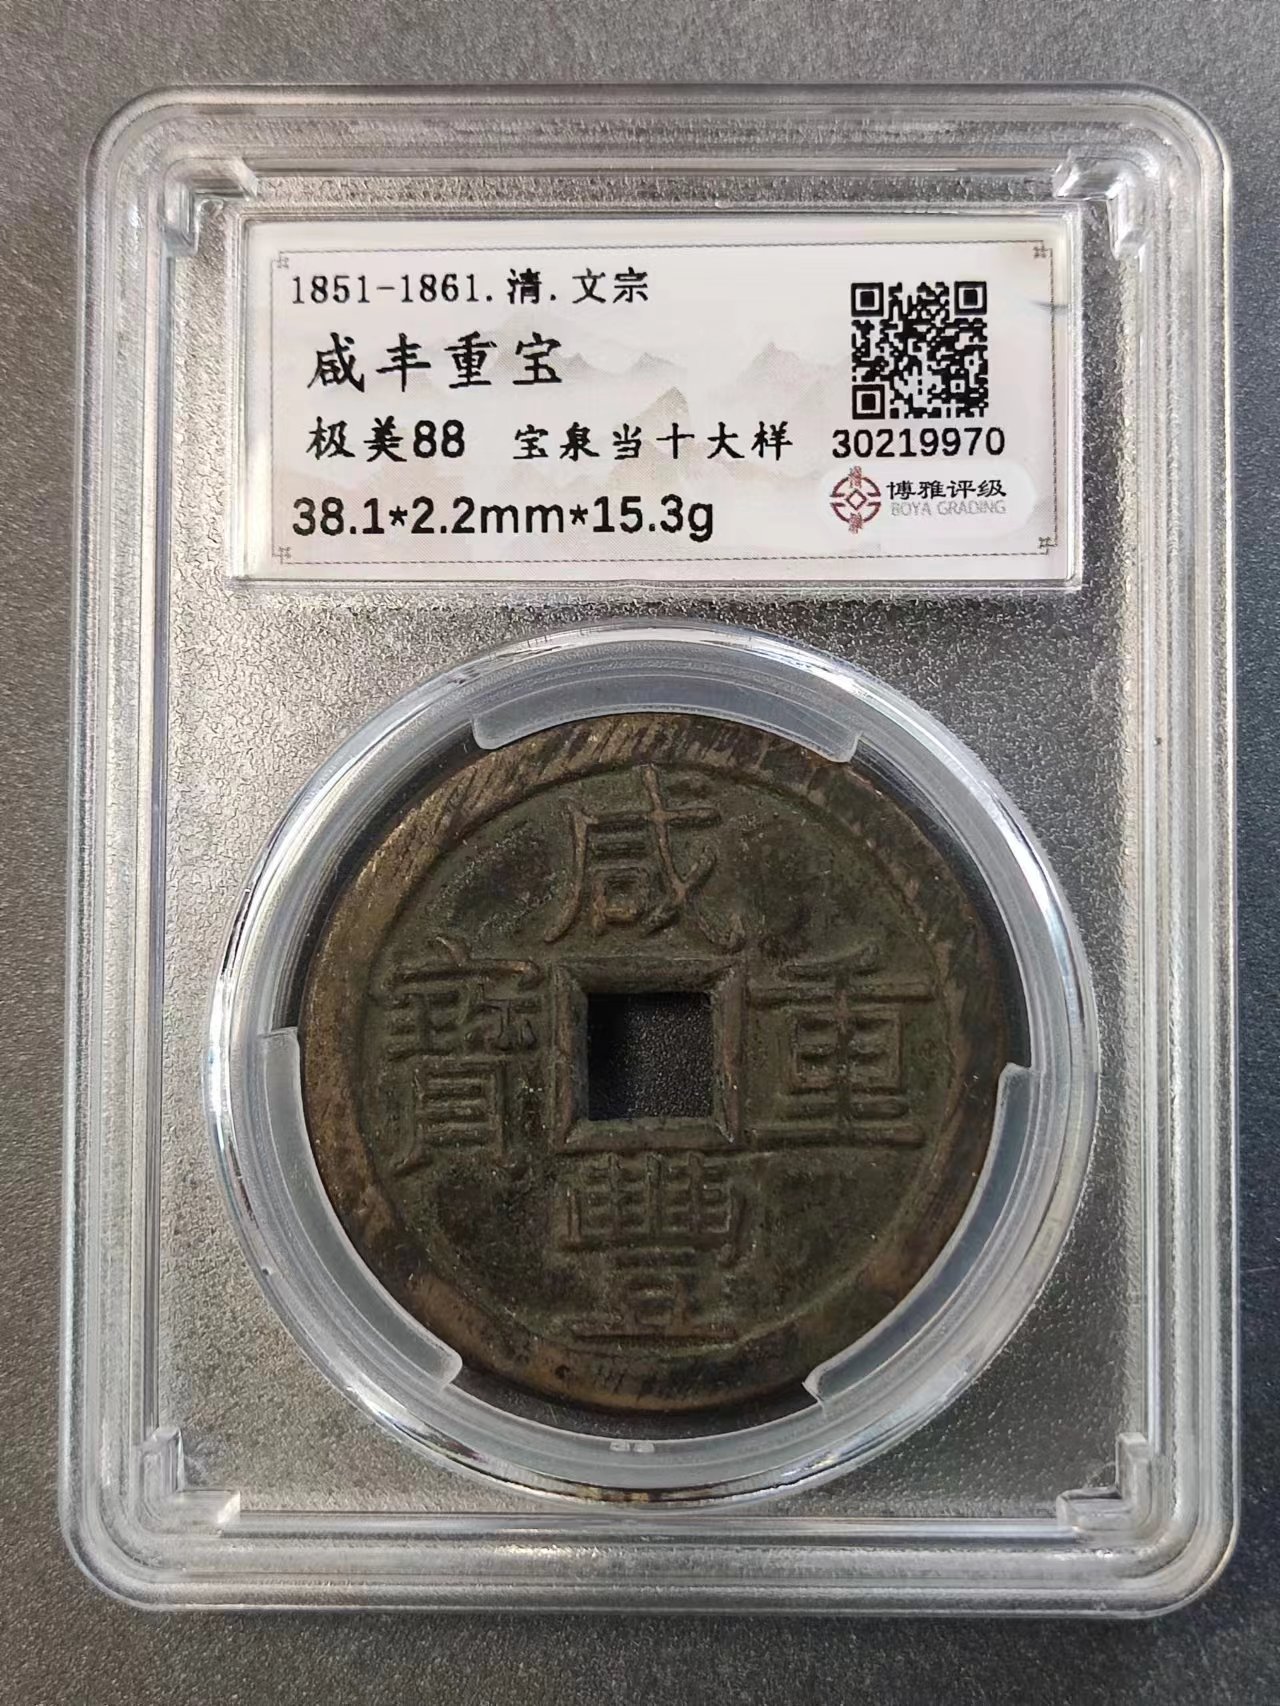 1851-1861.清.文宗
咸丰重宝
极美88 宝泉当十大样
38.1*2.2mm*15.3g
30219970
博雅评级
BOYA GRADING
咸
寶 重
豐